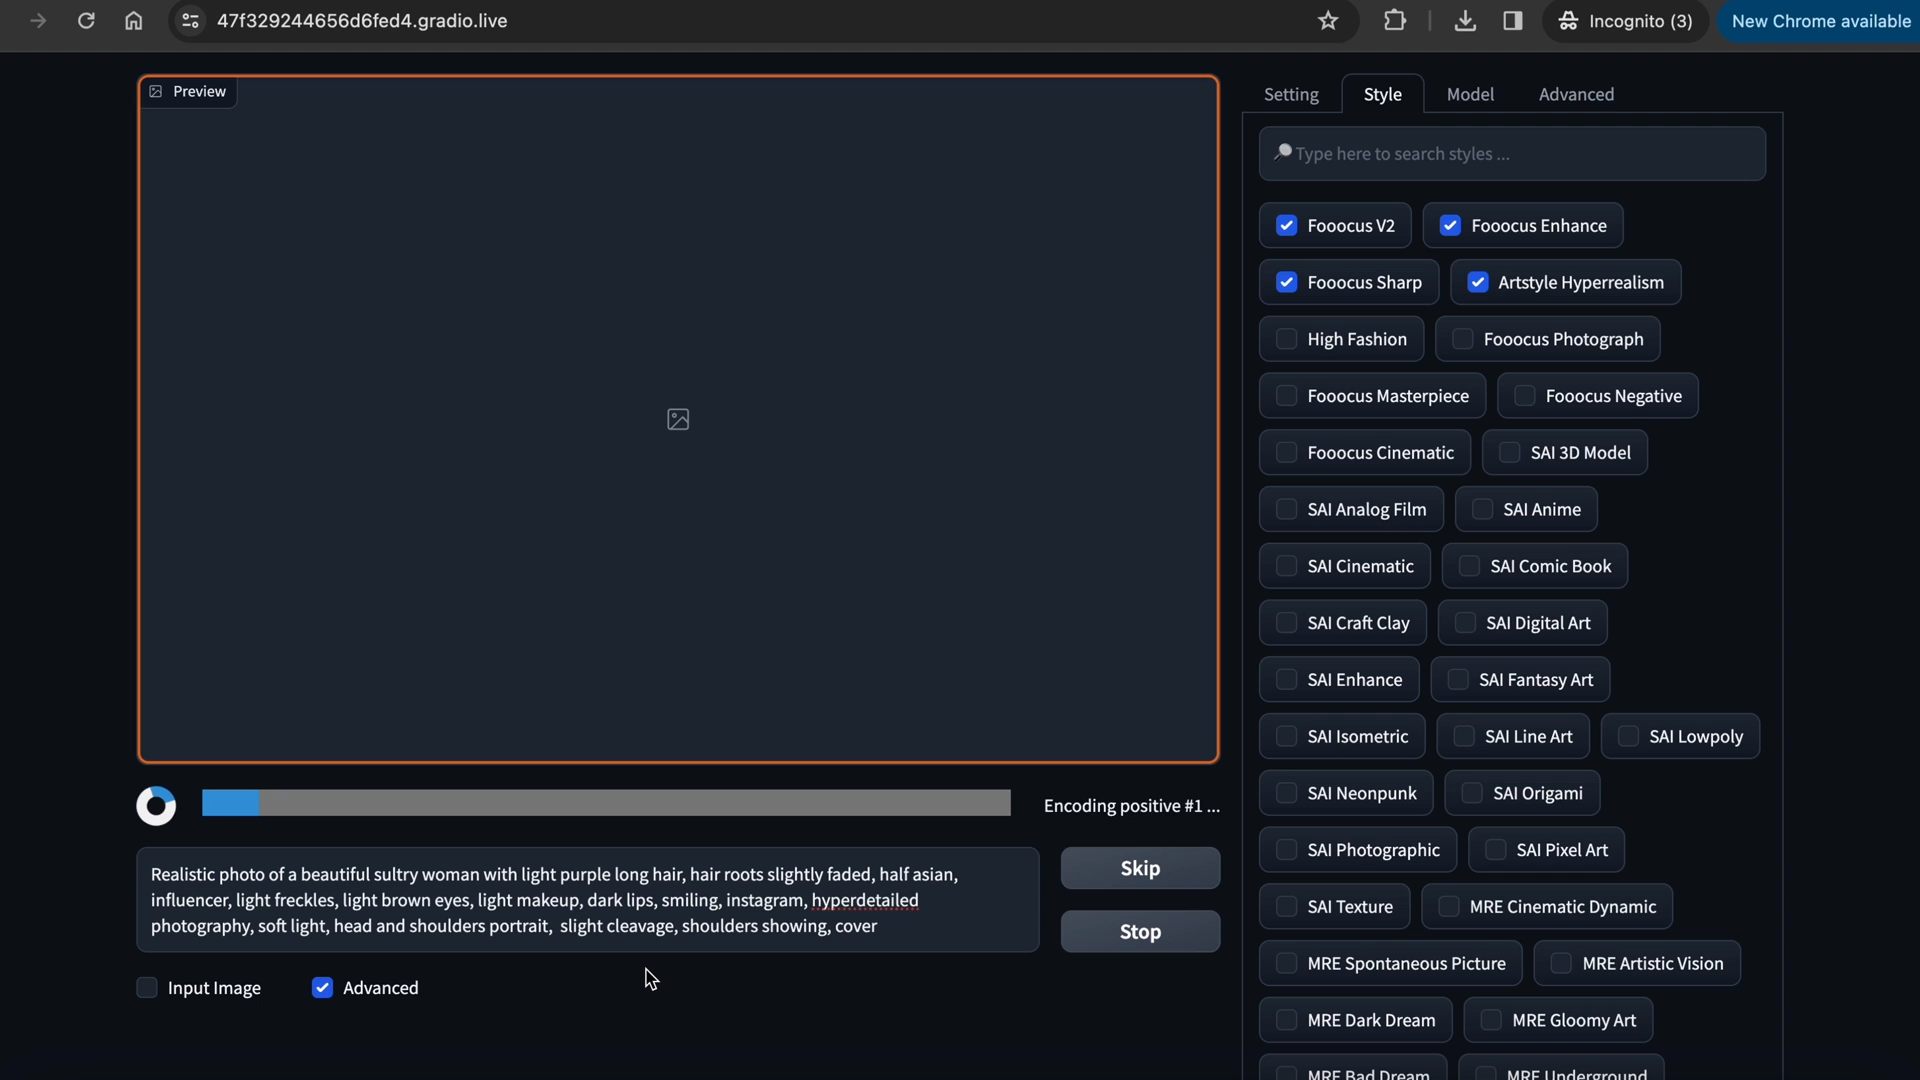 47f329244656d6fed4.gradio.live
Incognito (3)
New Chrome available
Preview
Setting
Style
Model
Advanced
Type here to search styles ...
Fooocus V2
Fooocus Enhance
Fooocus Sharp
Artstyle Hyperrealism
High Fashion
Fooocus Photograph
Fooocus Masterpiece
Fooocus Negative
Fooocus Cinematic
SAI 3D Model
SAI Analog Film
SAI Anime
SAI Cinematic
SAI Comic Book
SAI Craft Clay
SAI Digital Art
SAI Enhance
SAI Fantasy Art
SAI Isometric
SAI Line Art
SAI Lowpoly
SAI Neonpunk
SAI Origami
SAI Photographic
SAI Pixel Art
SAI Texture
MRE Cinematic Dynamic
MRE Spontaneous Picture
MRE Artistic Vision
MRE Dark Dream
MRE Gloomy Art
MRE Bad Dream
MRE Underground
Encoding positive #1 ...
Realistic photo of a beautiful sultry woman with light purple long hair, hair roots slightly faded, half asian,
influencer, light freckles, light brown eyes, light makeup, dark lips, smiling, instagram, hyperdetailed
photography, soft light, head and shoulders portrait,  slight cleavage, shoulders showing, cover
Skip
Stop
Input Image
Advanced